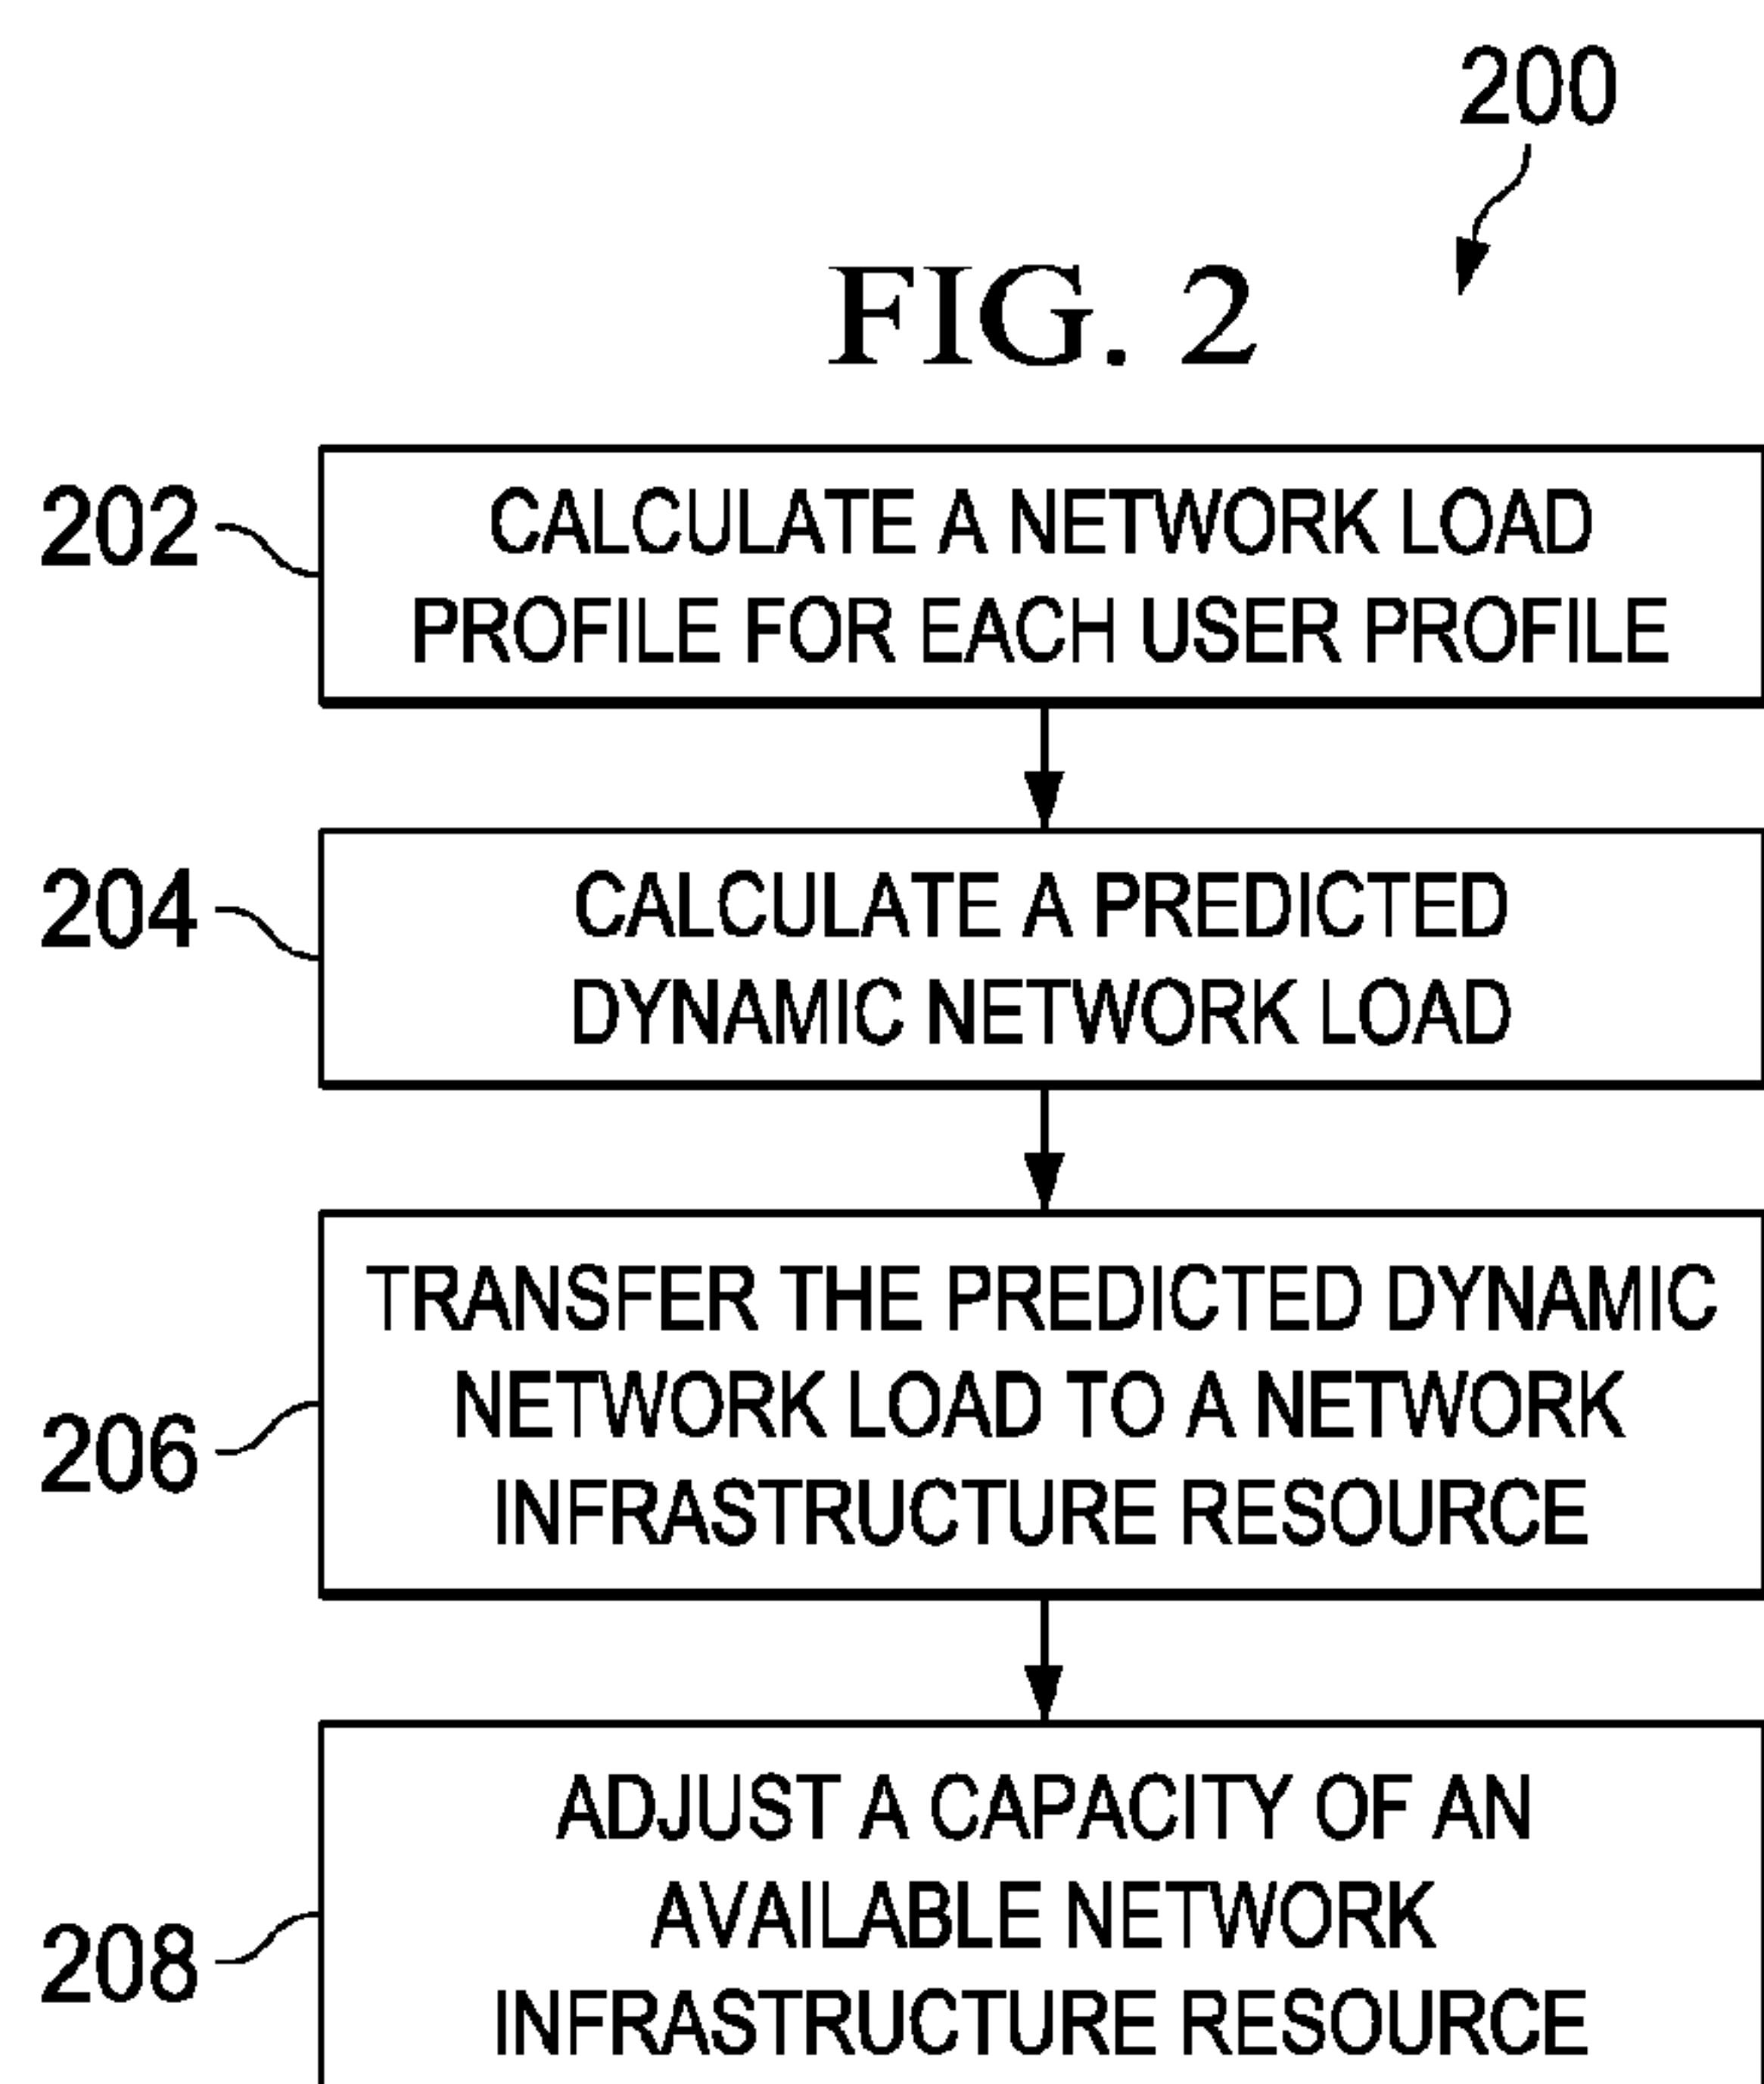 200
FIG. 2
202
CALCULATE A NETWORK LOAD
PROFILE FOR EACH USER PROFILE
204
CALCULATE A PREDICTED
DYNAMIC NETWORK LOAD
206
TRANSFER THE PREDICTED DYNAMIC
NETWORK LOAD TO A NETWORK
INFRASTRUCTURE RESOURCE
208
ADJUST A CAPACITY OF AN
AVAILABLE NETWORK
INFRASTRUCTURE RESOURCE